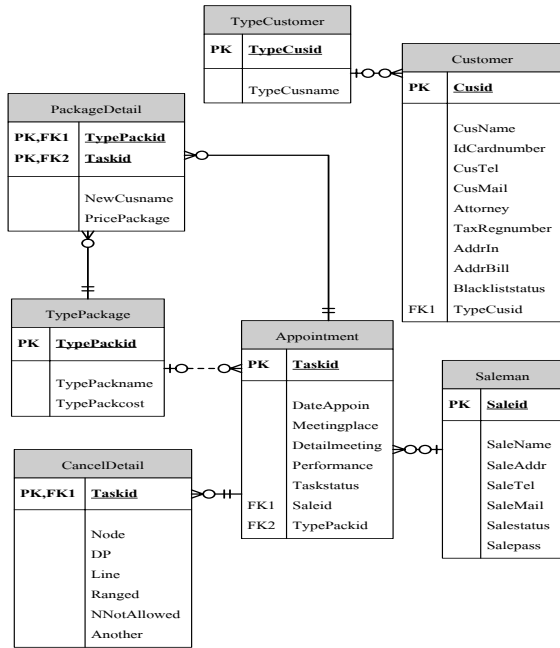 TypeCustomer
PK TypeCusid
TypeCusname
Customer
PK Cusid
CusName
IdCardnumber
CusTel
CusMail
Attorney
TaxRegnumber
AddrIn
AddrBill
Blackliststatus
FK1 TypeCusid
PackageDetail
PK,FK1 TypePackid
PK,FK2 Taskid
NewCusname
PricePackage
TypePackage
PK TypePackid
TypePackname
TypePackcost
Appointment
PK Taskid
DateAppoin
Meetingplace
Detailmeeting
Performance
Taskstatus
FK1 Saleid
FK2 TypePackid
Saleman
PK Saleid
SaleName
SaleAddr
SaleTel
SaleMail
Salestatus
Salepass
CancelDetail
PK,FK1 Taskid
Node
DP
Line
Ranged
NNotAllowed
Another